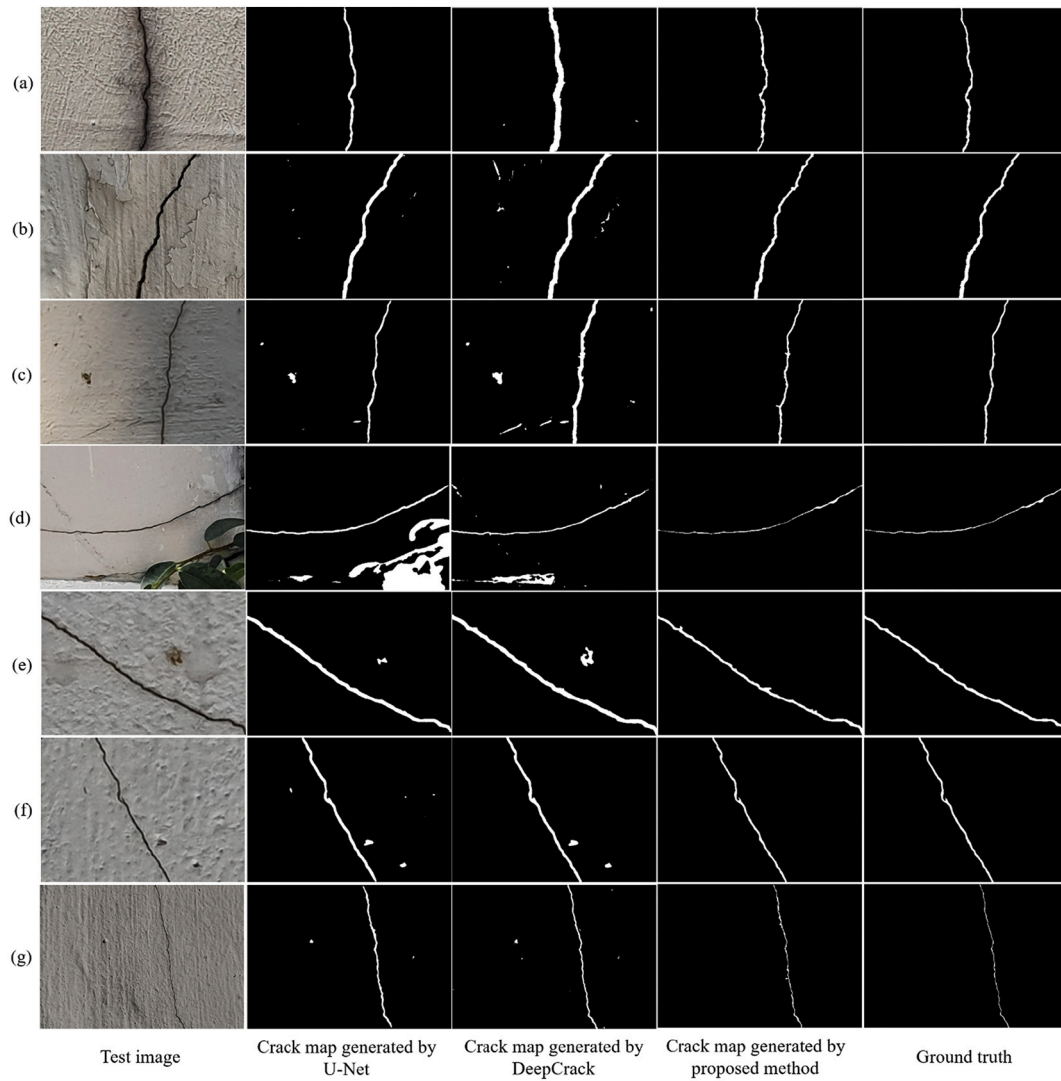 (a)
(b)
(c)
(d)
(e)
(f)
(g)
Test image
Crack map generated by
U-Net
Crack map generated by
DeepCrack
Crack map generated by
proposed method
Ground truth